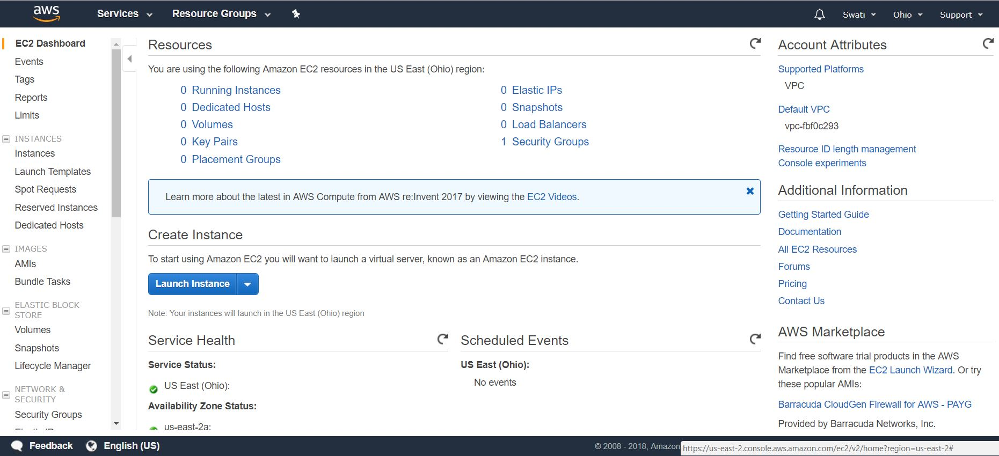 aws
Services
Resource Groups
Swati
Ohio
Support
EC2 Dashboard
Events
Tags
Reports
Limits
INSTANCES
Instances
Launch Templates
Spot Requests
Reserved Instances
Dedicated Hosts
IMAGES
AMIs
Bundle Tasks
ELASTIC BLOCK
STORE
Volumes
Snapshots
Lifecycle Manager
NETWORK &
SECURITY
Security Groups
Resources
You are using the following Amazon EC2 resources in the US East (Ohio) region:
0 Running Instances
0 Elastic IPs
0 Dedicated Hosts
0 Snapshots
0 Volumes
0 Load Balancers
0 Key Pairs
1 Security Groups
0 Placement Groups
Learn more about the latest in AWS Compute from AWS re:Invent 2017 by viewing the EC2 Videos.
Create Instance
To start using Amazon EC2 you will want to launch a virtual server, known as an Amazon EC2 instance.
Launch Instance
Note: Your instances will launch in the US East (Ohio) region
Service Health
Service Status:
US East (Ohio):
Availability Zone Status:
us-east-2a:
Scheduled Events
US East (Ohio):
No events
Account Attributes
Supported Platforms
VPC
Default VPC
vpc-fbf0c293
Resource ID length management
Console experiments
Additional Information
Getting Started Guide
Documentation
All EC2 Resources
Forums
Pricing
Contact Us
AWS Marketplace
Find free software trial products in the AWS
Marketplace from the EC2 Launch Wizard. Or try
these popular AMIs:
Barracuda CloudGen Firewall for AWS - PAYG
Provided by Barracuda Networks, Inc.
Feedback
English (US)
© 2008 - 2018, Amazon
https://us-east-2.console.aws.amazon.com/ec2/v2/home?region=us-east-2#